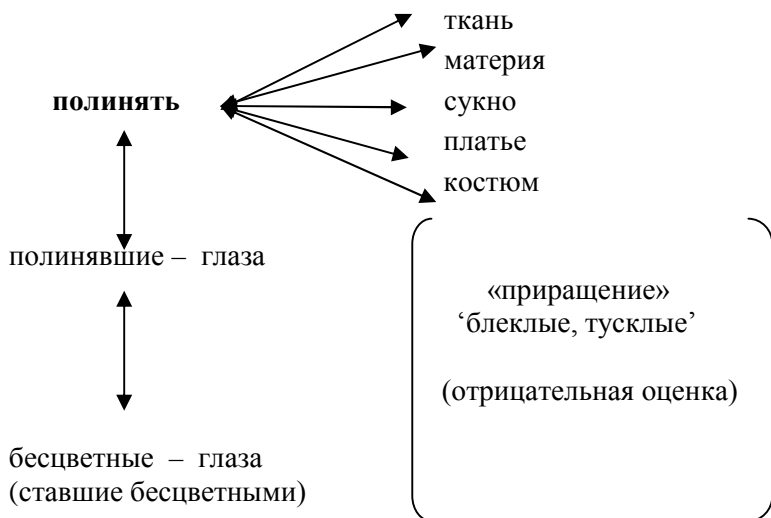 ткань
материя
полинять
сукно
платье
костюм
полинявшие – глаза
«приращение»
‘блеклые, тусклые’
(отрицательная оценка)
бесцветные – глаза
(ставшие бесцветными)